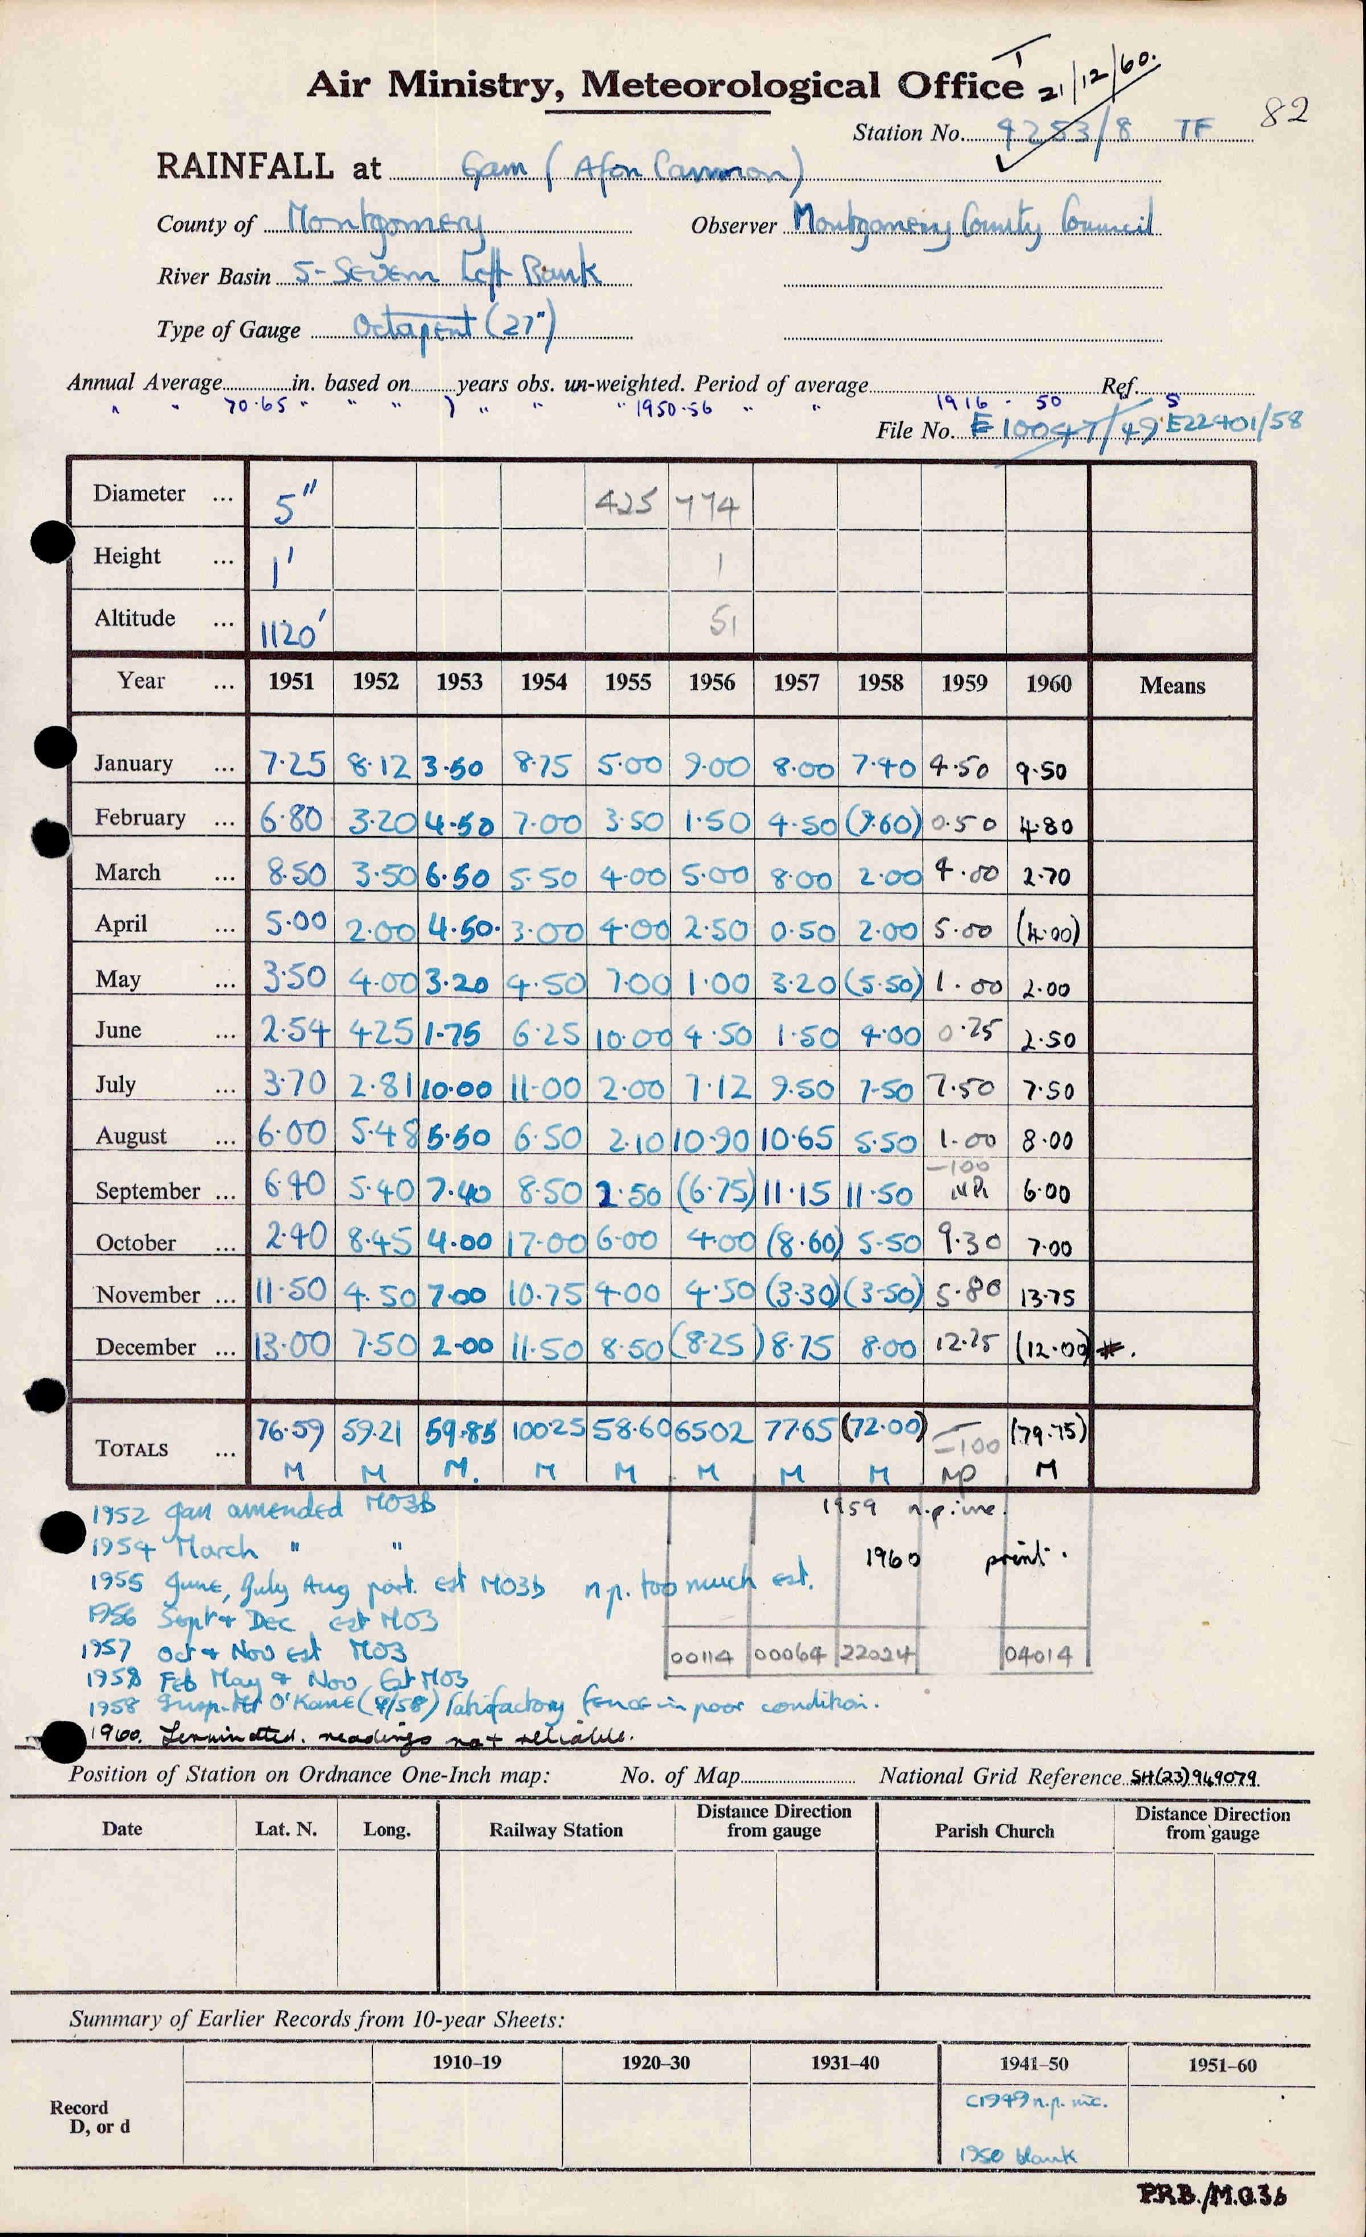 Air Ministry, Meteorological Office
21/12/60.
82
Station No. 4253/8 TF
RAINFALL at Gam (Afon Cannon)
County of Montgomery Observer Montgomery County Council
River Basin 5-Severn Left Bank
Type of Gauge Octapent (27")
Annual Average in. based on years obs. un-weighted. Period of average Ref.
" " 70.65 " " " ) " " " 1950-56 " " 1916 - 50 S
File No. E10047/49 E22401/58
Diameter ... 5" 425 774
Height ... 1' 1
Altitude ... 1120' 51
Year ... 1951 1952 1953 1954 1955 1956 1957 1958 1959 1960 Means
January ... 7.25 8.12 3.50 8.75 5.00 9.00 8.00 7.40 4.50 9.50
February ... 6.80 3.20 4.50 7.00 3.50 1.50 4.50 (7.60) 0.50 4.80
March ... 8.50 3.50 6.50 5.50 4.00 5.00 8.00 2.00 4.00 2.70
April ... 5.00 2.00 4.50. 3.00 4.00 2.50 0.50 2.00 5.00 (4.00)
May ... 3.50 4.00 3.20 4.50 7.00 1.00 3.20 (5.50) 1.00 2.00
June ... 2.54 4.25 1.75 6.25 10.00 4.50 1.50 4.00 0.75 2.50
July ... 3.70 2.81 10.00 11.00 2.00 7.12 9.50 7.50 7.50 7.50
August ... 6.00 5.48 5.50 6.50 2.10 10.90 10.65 5.50 1.00 8.00
-100
September ... 6.40 5.40 7.40 8.50 2.50 (6.75) 11.15 11.50 6.00
October ... 2.40 8.45 4.00 17.00 6.00 4.00 (8.60) 5.50 9.30 7.00
November ... 11.50 4.50 7.00 10.75 4.00 4.50 (3.30) (3.50) 5.80 13.75
December ... 13.00 7.50 2.00 11.50 8.50 (8.25) 8.75 8.00 12.75 (12.00) #.
TOTALS ... 76.59 59.21 59.85 100.25 58.60 65.02 77.65 (72.00) — -100 (79.75)
M M M. M M M M M NP M
1952 Jan amended MO3b
1959 n.p. inc.
1954 March " "
1960 print.
1955 June, July Aug part. est MO3b n.p. too much est.
1956 Sept + Dec est MO3
1957 Oct + Nov est MO3
00114 00064 22024 04014
1958 Feb May & Nov Est MO3
1958 Insp. Mr O'Kane (4/58) Satisfactory fence in poor condition.
1960. Terminated. readings not reliable.
Position of Station on Ordnance One-Inch map: No. of Map National Grid Reference SH(23)949079
Date Lat. N. Long. Railway Station Distance Direction from gauge Parish Church Distance Direction from gauge
Summary of Earlier Records from 10-year Sheets:
1910–19 1920–30 1931–40 1941–50 1951–60
Record
D, or d
C1949 n.p. inc.
1950 blank
P.R.B./M.O.3b